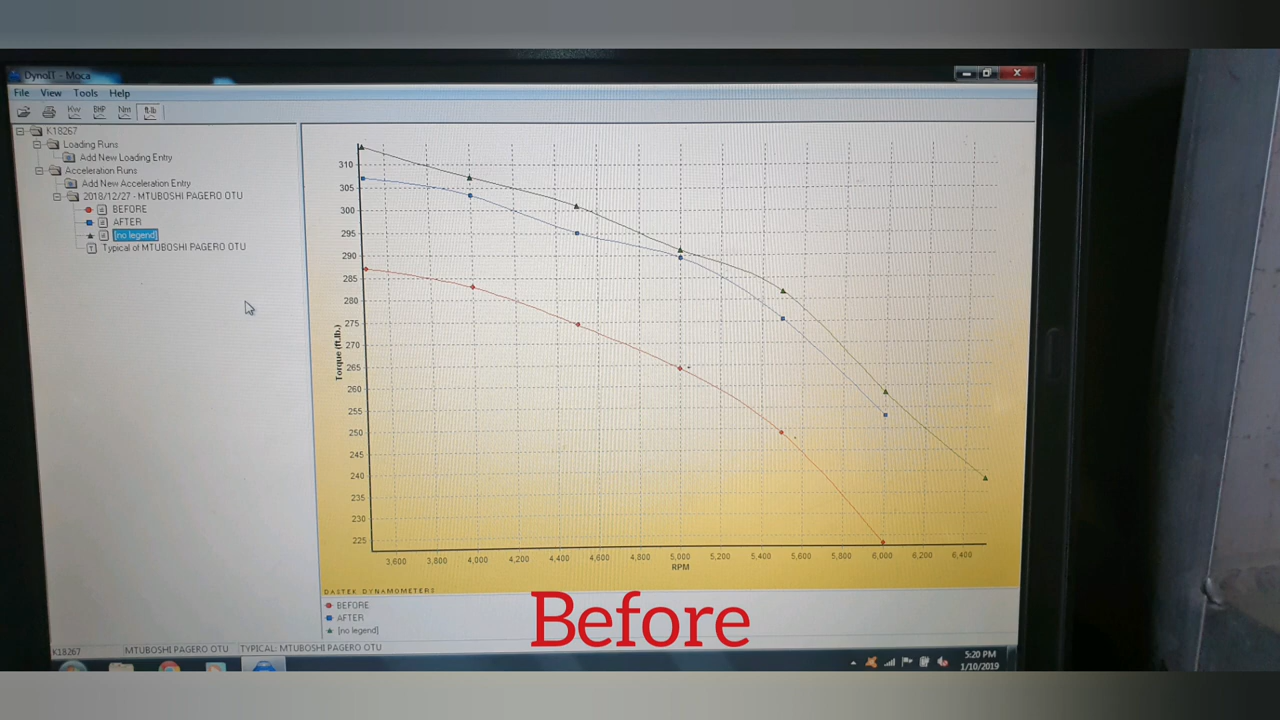 DynoIT - Moca
File View Tools Help
Kw BHP Nm ft-lb
K18267
Loading Runs
Add New Loading Entry
Acceleration Runs
Add New Acceleration Entry
2018/12/27 - MTUBOSHI PAGERO OTU
BEFORE
AFTER
[no legend]
Typical of MTUBOSHI PAGERO OTU
310
305
300
295
290
285
280
275
270
265
260
255
250
245
240
235
230
225
Torque (ft.lb.)
3,600 3,800 4,000 4,200 4,400 4,600 4,800 5,000 5,200 5,400 5,600 5,800 6,000 6,200 6,400
RPM
DASTEK DYNAMOMETERS
BEFORE
AFTER
[no legend]
Before
K18267 MTUBOSHI PAGERO OTU TYPICAL: MTUBOSHI PAGERO OTU
5:20 PM
1/10/2019